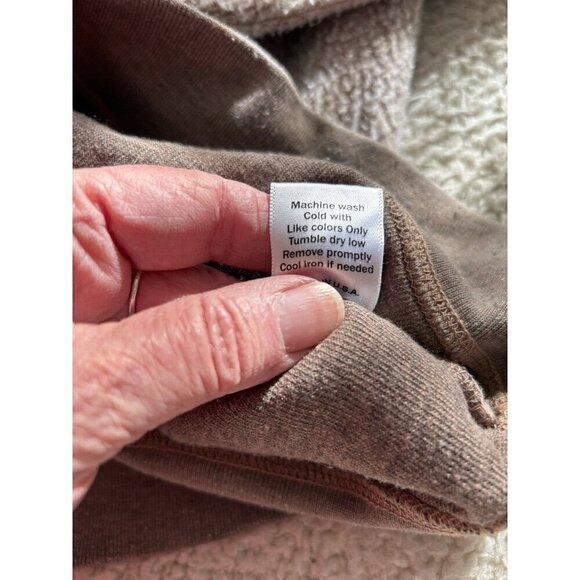 Machine wash
Cold with
Like colors Only
Tumble dry low
Remove promptly
Cool iron if needed
U.S.A.